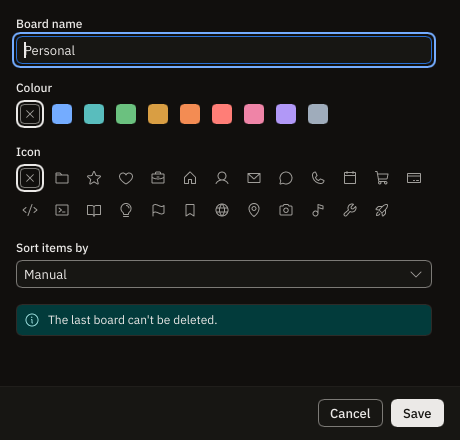 Board name
Personal
Colour
Icon
Sort items by
Manual
The last board can't be deleted.
Cancel
Save